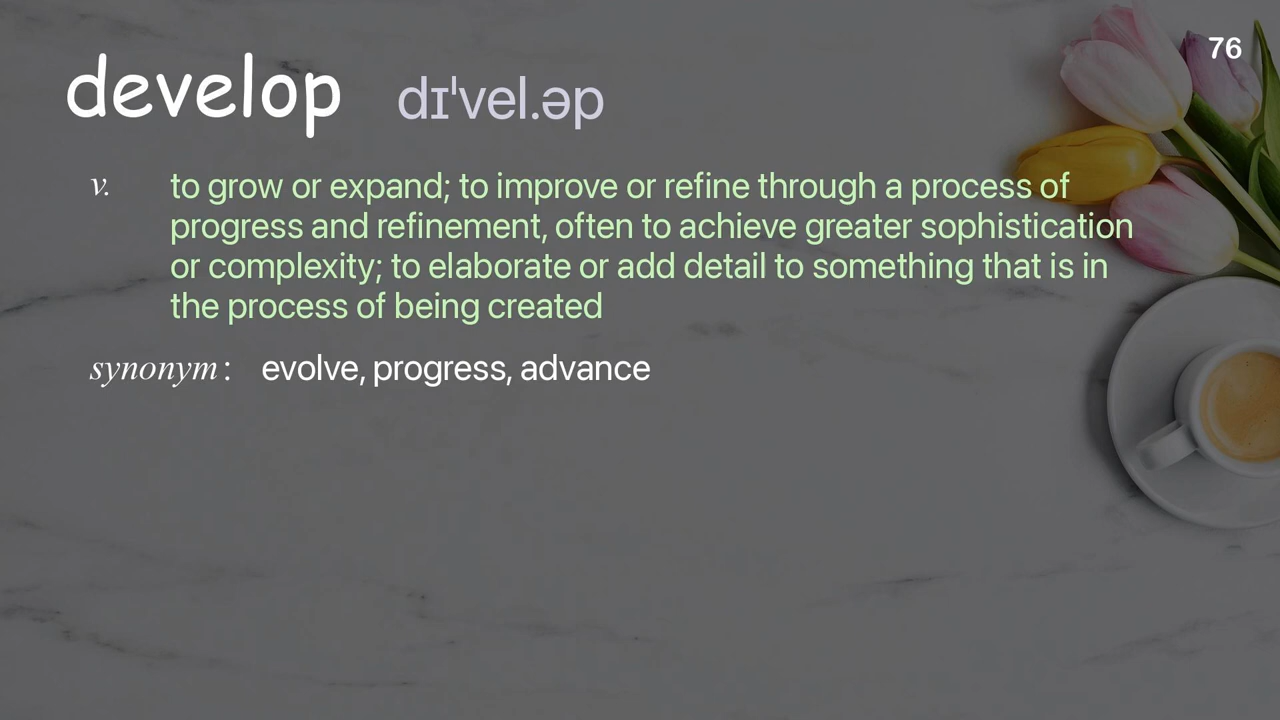 76
develop dɪˈvel.əp
v. to grow or expand; to improve or refine through a process of
progress and refinement, often to achieve greater sophistication
or complexity; to elaborate or add detail to something that is in
the process of being created
synonym: evolve, progress, advance